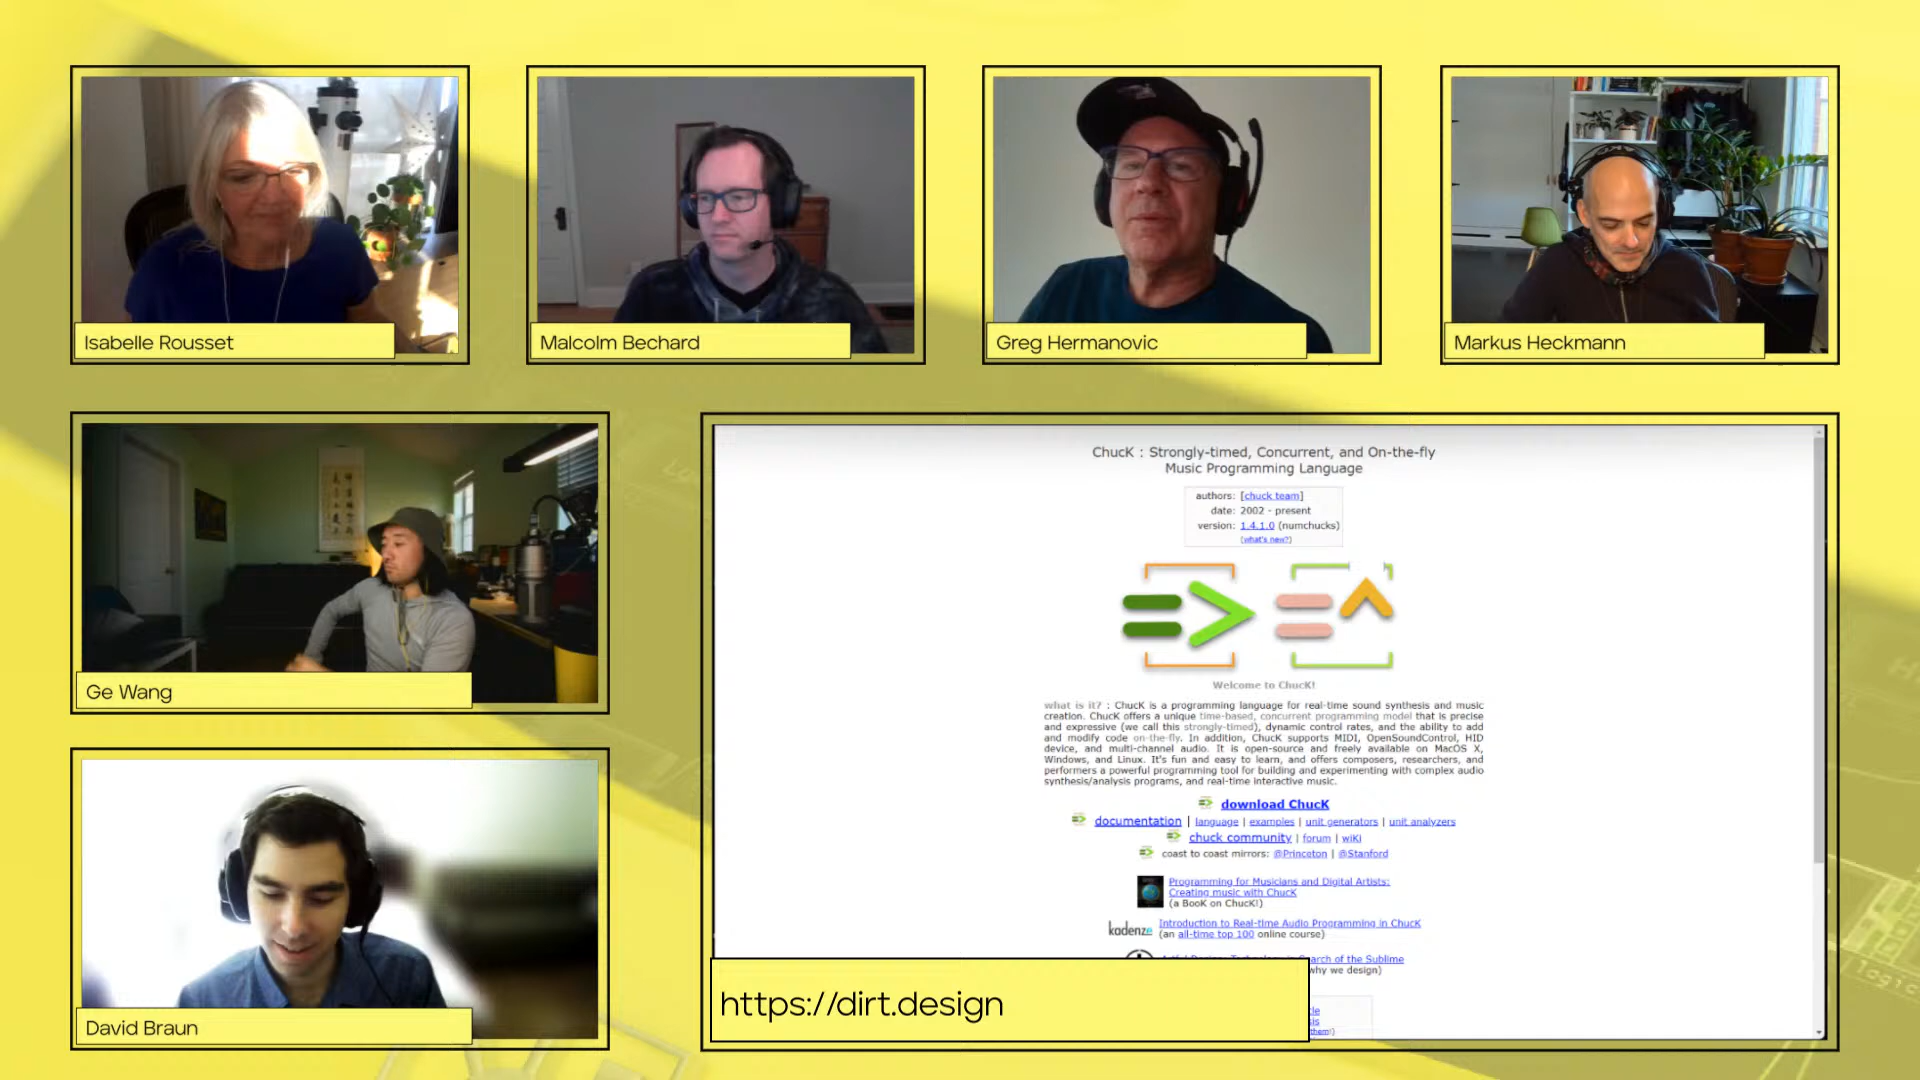 Isabelle Rousset
Malcolm Bechard
Greg Hermanovic
Markus Heckmann
Ge Wang
David Braun
ChucK : Strongly-timed, Concurrent, and On-the-fly
Music Programming Language
authors: [chuck team]
date: 2002 - present
version: 1.4.1.0 (numchucks)
(what's new?)
Welcome to ChucK!
what is it? : ChucK is a programming language for real-time sound synthesis and music
creation. ChucK offers a unique time-based, concurrent programming model that is precise
and expressive (we call this strongly-timed), dynamic control rates, and the ability to add
and modify code on-the-fly. In addition, ChucK supports MIDI, OpenSoundControl, HID
device, and multi-channel audio. It is open-source and freely available on MacOS X,
Windows, and Linux. It's fun and easy to learn, and offers composers, researchers, and
performers a powerful programming tool for building and experimenting with complex audio
synthesis/analysis programs, and real-time interactive music.
download ChucK
documentation | language | examples | unit generators | unit analyzers
chuck community | forum | wiKi
coast to coast mirrors: @Princeton | @Stanford
Programming for Musicians and Digital Artists:
Creating music with ChucK
(a BooK on ChucK!)
kadenze Introduction to Real-time Audio Programming in ChucK
(an all-time top 100 online course)
arch of the Sublime
why we design)
https://dirt.design